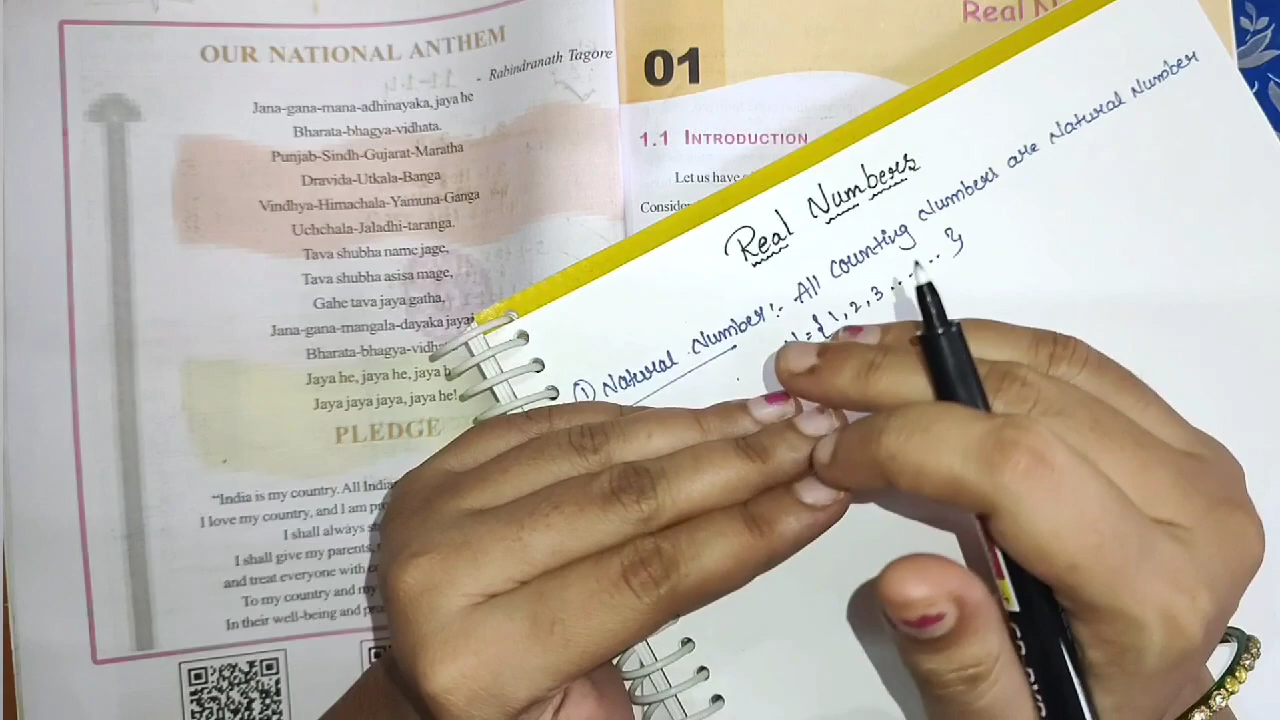 OUR NATIONAL ANTHEM
- Rabindranath Tagore
Jana-gana-mana-adhinayaka, jaya he
Bharata-bhagya-vidhata.
Punjab-Sindh-Gujarat-Maratha
Dravida-Utkala-Banga
Vindhya-Himachala-Yamuna-Ganga
Uchchala-Jaladhi-taranga.
Tava shubha name jage,
Tava shubha asisa mage,
Gahe tava jaya gatha,
Jana-gana-mangala-dayaka jaya
Bharata-bhagya-vidha
Jaya he, jaya he, jaya h
Jaya jaya jaya, jaya he!
PLEDGE
"India is my country. All Indian
I love my country, and I am pr
I shall always
I shall give my parents,
and treat everyone with
To my country and my
In their well-being and
Real N
01
1.1 INTRODUCTION
Let us have
Consider
Real Numbers
① Natural Number:- All Counting Numbers are Natural Number
N = {1, 2, 3 ...... }